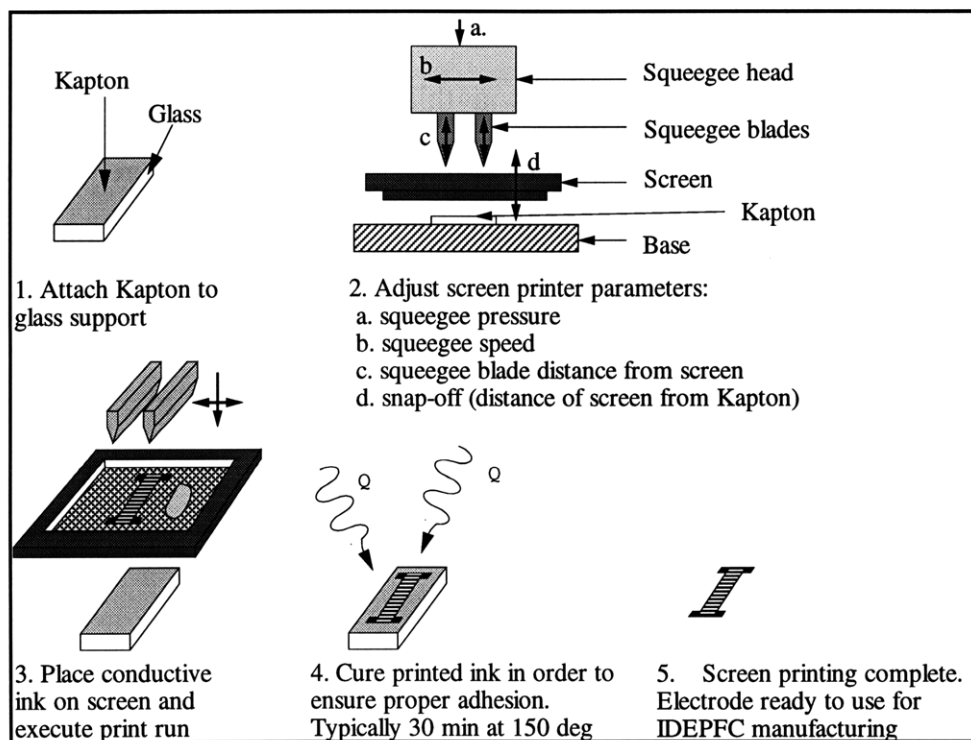 Kapton
Glass
1. Attach Kapton to
glass support
a.
b
c
d
Squeegee head
Squeegee blades
Screen
Kapton
Base
2. Adjust screen printer parameters:
a. squeegee pressure
b. squeegee speed
c. squeegee blade distance from screen
d. snap-off (distance of screen from Kapton)
3. Place conductive
ink on screen and
execute print run
Q
Q
4. Cure printed ink in order to
ensure proper adhesion.
Typically 30 min at 150 deg
5. Screen printing complete.
Electrode ready to use for
IDEPFC manufacturing